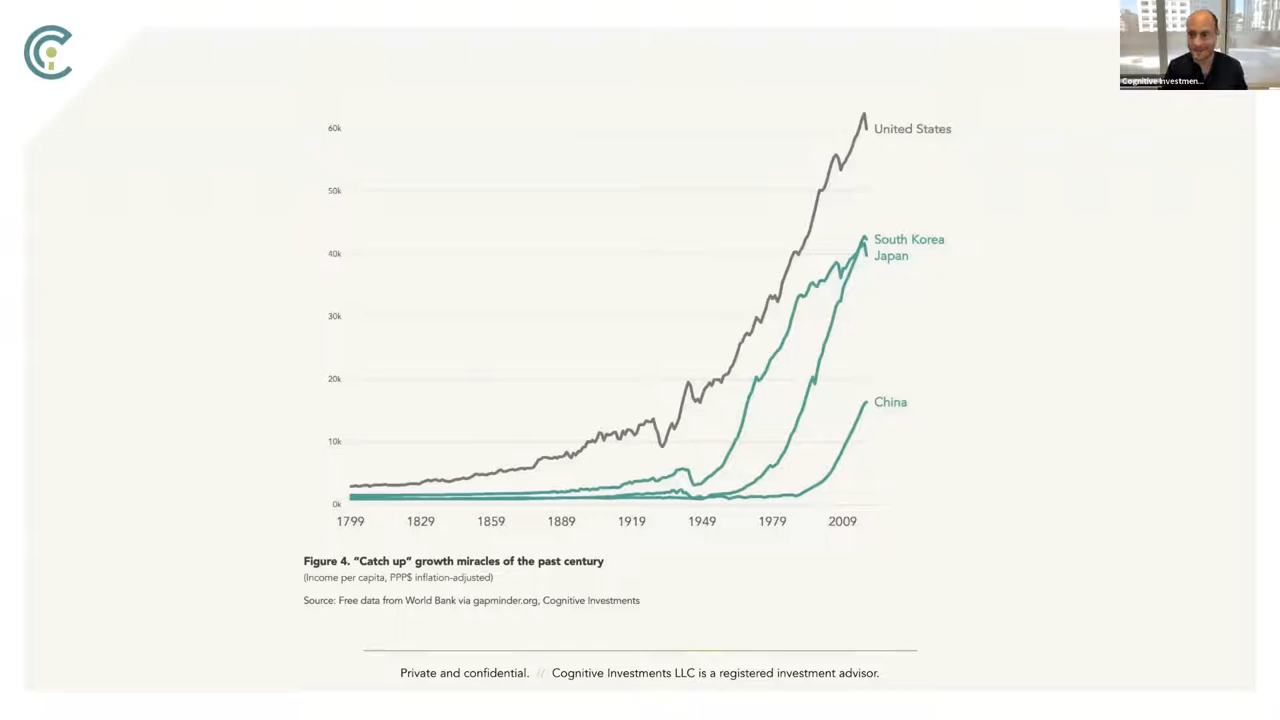 Cognitive Investmen...
60k
United States
50k
South Korea
40k
Japan
30k
20k
China
10k
0k
1799 1829 1859 1889 1919 1949 1979 2009
Figure 4. “Catch up” growth miracles of the past century
(Income per capita, PPP$ inflation-adjusted)
Source: Free data from World Bank via gapminder.org, Cognitive Investments
Private and confidential. // Cognitive Investments LLC is a registered investment advisor.